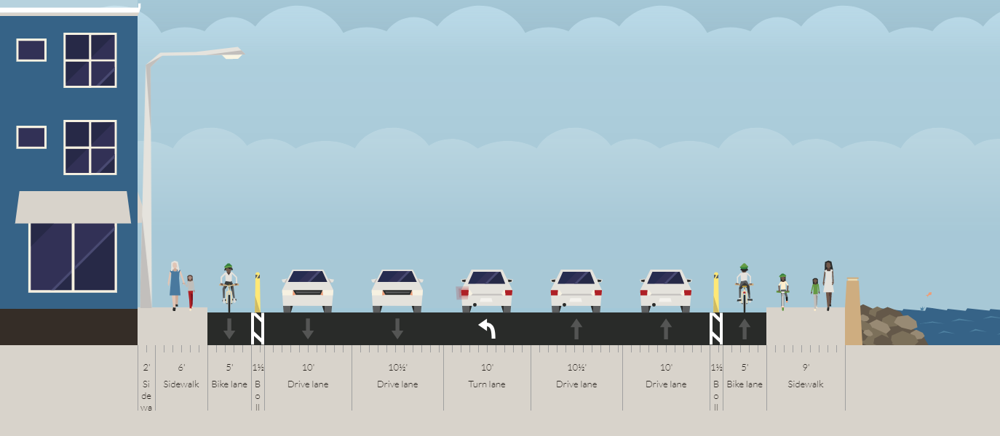 2' 6' 5' 1½ 10' 10½' 10' 10½' 10' 1½ 5' 9'
Si Sidewalk Bike lane B Drive lane Drive lane Turn lane Drive lane Drive lane B Bike lane Sidewalk
de o o
wa ll ll